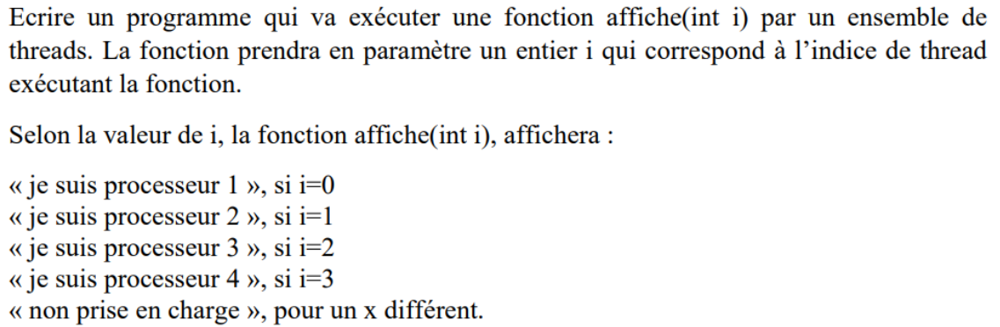 Ecrire un programme qui va exécuter une fonction affiche(int i) par un ensemble de
threads. La fonction prendra en paramètre un entier i qui correspond à l’indice de thread
exécutant la fonction.
Selon la valeur de i, la fonction affiche(int i), affichera :
« je suis processeur 1 », si i=0
« je suis processeur 2 », si i=1
« je suis processeur 3 », si i=2
« je suis processeur 4 », si i=3
« non prise en charge », pour un x différent.